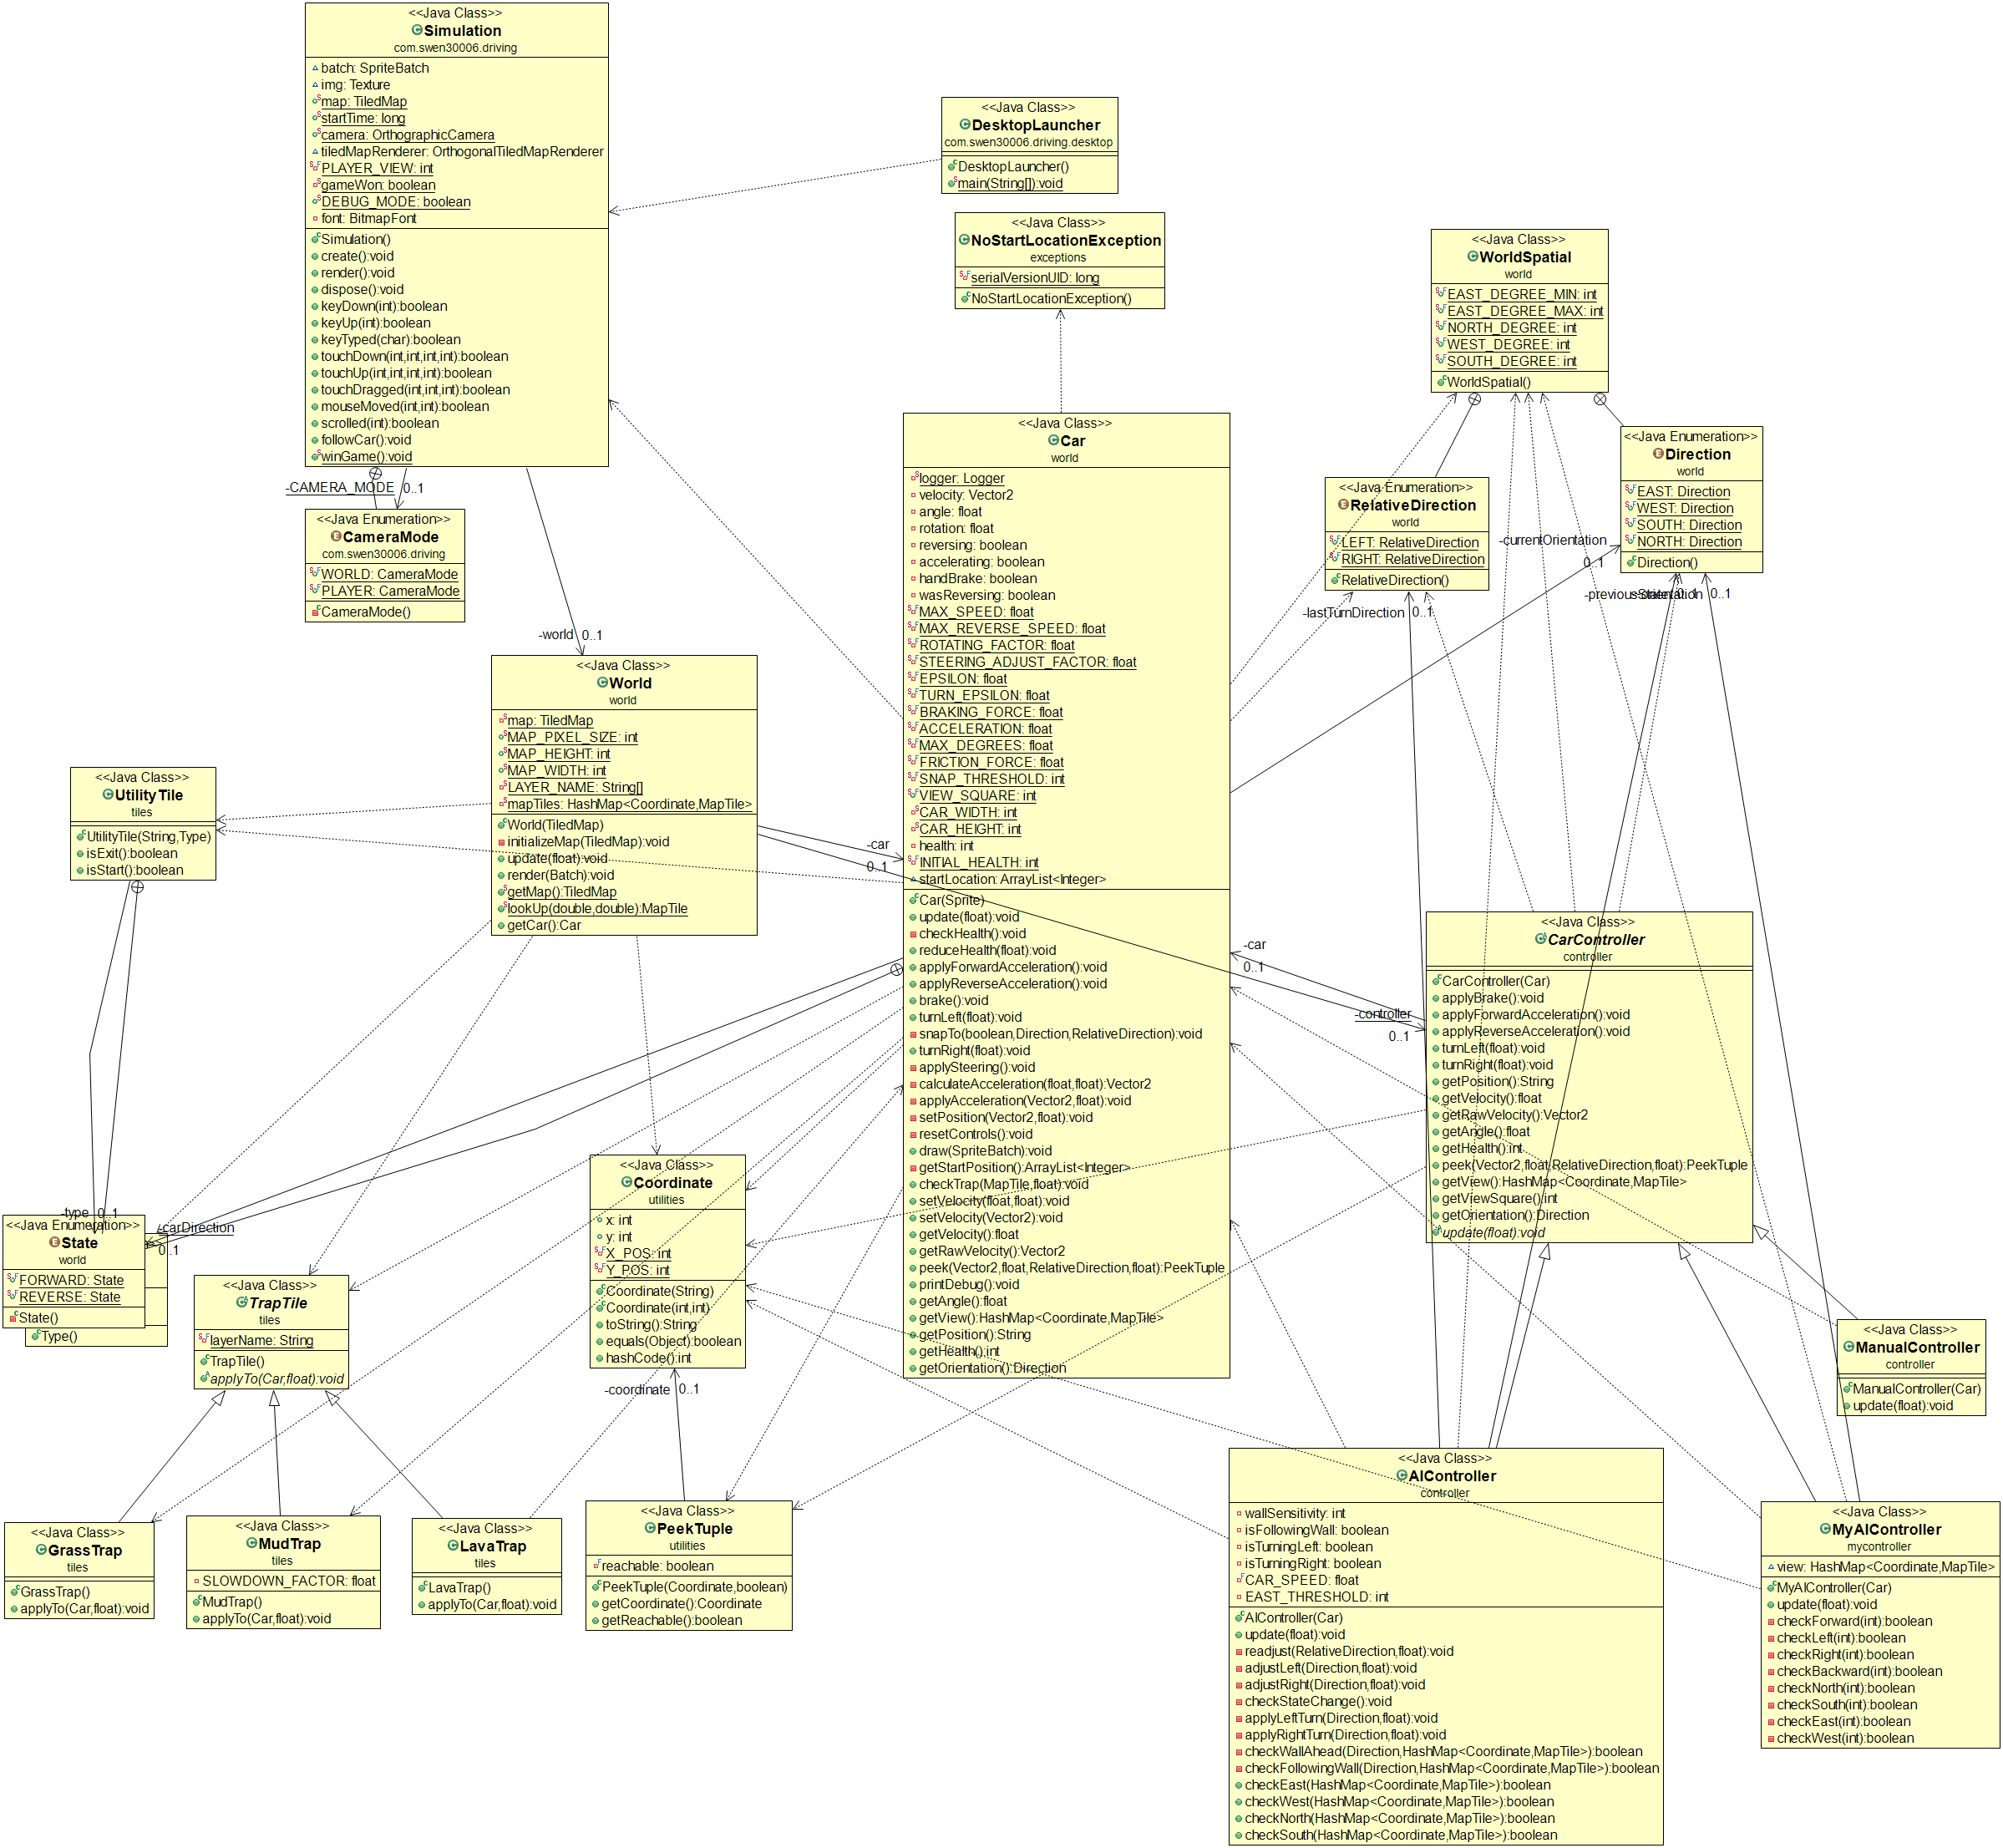 <<Java Class>>
Simulation
com.swen30006.driving
batch: SpriteBatch
img: Texture
map: TiledMap
startTime: long
camera: OrthographicCamera
tiledMapRenderer: OrthogonalTiledMapRenderer
PLAYER_VIEW: int
gameWon: boolean
DEBUG_MODE: boolean
font: BitmapFont
Simulation()
create():void
render():void
dispose():void
keyDown(int):boolean
keyUp(int):boolean
keyTyped(char):boolean
touchDown(int,int,int,int):boolean
touchUp(int,int,int,int):boolean
touchDragged(int,int,int):boolean
mouseMoved(int,int):boolean
scrolled(int):boolean
followCar():void
winGame():void
-CAMERA_MODE
0..1
<<Java Enumeration>>
CameraMode
com.swen30006.driving
WORLD: CameraMode
PLAYER: CameraMode
CameraMode()
<<Java Class>>
DesktopLauncher
com.swen30006.driving.desktop
DesktopLauncher()
main(String[]):void
<<Java Class>>
NoStartLocationException
exceptions
serialVersionUID: long
NoStartLocationException()
<<Java Class>>
WorldSpatial
world
EAST_DEGREE_MIN: int
EAST_DEGREE_MAX: int
NORTH_DEGREE: int
WEST_DEGREE: int
SOUTH_DEGREE: int
WorldSpatial()
<<Java Enumeration>>
Direction
world
EAST: Direction
WEST: Direction
SOUTH: Direction
NORTH: Direction
Direction()
<<Java Enumeration>>
RelativeDirection
world
LEFT: RelativeDirection
RIGHT: RelativeDirection
RelativeDirection()
-currentOrientation
0..1
0..1
0..1
-lastTurnDirection
0..1
-world
0..1
<<Java Class>>
World
world
map: TiledMap
MAP_PIXEL_SIZE: int
MAP_HEIGHT: int
MAP_WIDTH: int
LAYER_NAME: String[]
mapTiles: HashMap<Coordinate,MapTile>
World(TiledMap)
initializeMap(TiledMap):void
update(float):void
render(Batch):void
getMap():TiledMap
lookUp(double,double):MapTile
getCar():Car
-car
0..1
<<Java Class>>
Car
world
logger: Logger
velocity: Vector2
angle: float
rotation: float
reversing: boolean
accelerating: boolean
handBrake: boolean
wasReversing: boolean
MAX_SPEED: float
MAX_REVERSE_SPEED: float
ROTATING_FACTOR: float
STEERING_ADJUST_FACTOR: float
EPSILON: float
TURN_EPSILON: float
BRAKING_FORCE: float
ACCELERATION: float
MAX_DEGREES: float
FRICTION_FORCE: float
SNAP_THRESHOLD: int
VIEW_SQUARE: int
CAR_WIDTH: int
CAR_HEIGHT: int
health: int
INITIAL_HEALTH: int
startLocation: ArrayList<Integer>
Car(Sprite)
update(float):void
checkHealth():void
reduceHealth(float):void
applyForwardAcceleration():void
applyReverseAcceleration():void
brake():void
turnLeft(float):void
snapTo(boolean,Direction,RelativeDirection):void
turnRight(float):void
applySteering():void
calculateAcceleration(float,float):Vector2
applyAcceleration(Vector2,float):void
setPosition(Vector2,float):void
resetControls():void
draw(SpriteBatch):void
getStartPosition():ArrayList<Integer>
checkTrap(MapTile,float):void
setVelocity(float,float):void
setVelocity(Vector2):void
getVelocity():float
getRawVelocity():Vector2
peek(Vector2,float,RelativeDirection,float):PeekTuple
printDebug():void
getAngle():float
getView():HashMap<Coordinate,MapTile>
getPosition():String
getHealth():int
getOrientation():Direction
<<Java Class>>
UtilityTile
tiles
UtilityTile(String,Type)
isExit():boolean
isStart():boolean
-car
0..1
-controller
0..1
<<Java Class>>
CarController
controller
CarController(Car)
applyBrake():void
applyForwardAcceleration():void
applyReverseAcceleration():void
turnLeft(float):void
turnRight(float):void
getPosition():String
getVelocity():float
getRawVelocity():Vector2
getAngle():float
getHealth():int
peek(Vector2,float,RelativeDirection,float):PeekTuple
getView():HashMap<Coordinate,MapTile>
getViewSquare():int
getOrientation():Direction
update(float):void
-type
0..1
-carDirection
0..1
<<Java Enumeration>>
State
world
FORWARD: State
REVERSE: State
State()
Type()
<<Java Class>>
TrapTile
tiles
layerName: String
TrapTile()
applyTo(Car,float):void
<<Java Class>>
Coordinate
utilities
x: int
y: int
X_POS: int
Y_POS: int
Coordinate(String)
Coordinate(int,int)
toString():String
equals(Object):boolean
hashCode():int
-coordinate
0..1
<<Java Class>>
ManualController
controller
ManualController(Car)
update(float):void
<<Java Class>>
GrassTrap
tiles
GrassTrap()
applyTo(Car,float):void
<<Java Class>>
MudTrap
tiles
SLOWDOWN_FACTOR: float
MudTrap()
applyTo(Car,float):void
<<Java Class>>
LavaTrap
tiles
LavaTrap()
applyTo(Car,float):void
<<Java Class>>
PeekTuple
utilities
reachable: boolean
PeekTuple(Coordinate,boolean)
getCoordinate():Coordinate
getReachable():boolean
<<Java Class>>
AIController
controller
wallSensitivity: int
isFollowingWall: boolean
isTurningLeft: boolean
isTurningRight: boolean
CAR_SPEED: float
EAST_THRESHOLD: int
AIController(Car)
update(float):void
readjust(RelativeDirection,float):void
adjustLeft(Direction,float):void
adjustRight(Direction,float):void
checkStateChange():void
applyLeftTurn(Direction,float):void
applyRightTurn(Direction,float):void
checkWallAhead(Direction,HashMap<Coordinate,MapTile>):boolean
checkFollowingWall(Direction,HashMap<Coordinate,MapTile>):boolean
checkEast(HashMap<Coordinate,MapTile>):boolean
checkWest(HashMap<Coordinate,MapTile>):boolean
checkNorth(HashMap<Coordinate,MapTile>):boolean
checkSouth(HashMap<Coordinate,MapTile>):boolean
<<Java Class>>
MyAIController
mycontroller
view: HashMap<Coordinate,MapTile>
MyAIController(Car)
update(float):void
checkForward(int):boolean
checkLeft(int):boolean
checkRight(int):boolean
checkBackward(int):boolean
checkNorth(int):boolean
checkSouth(int):boolean
checkEast(int):boolean
checkWest(int):boolean